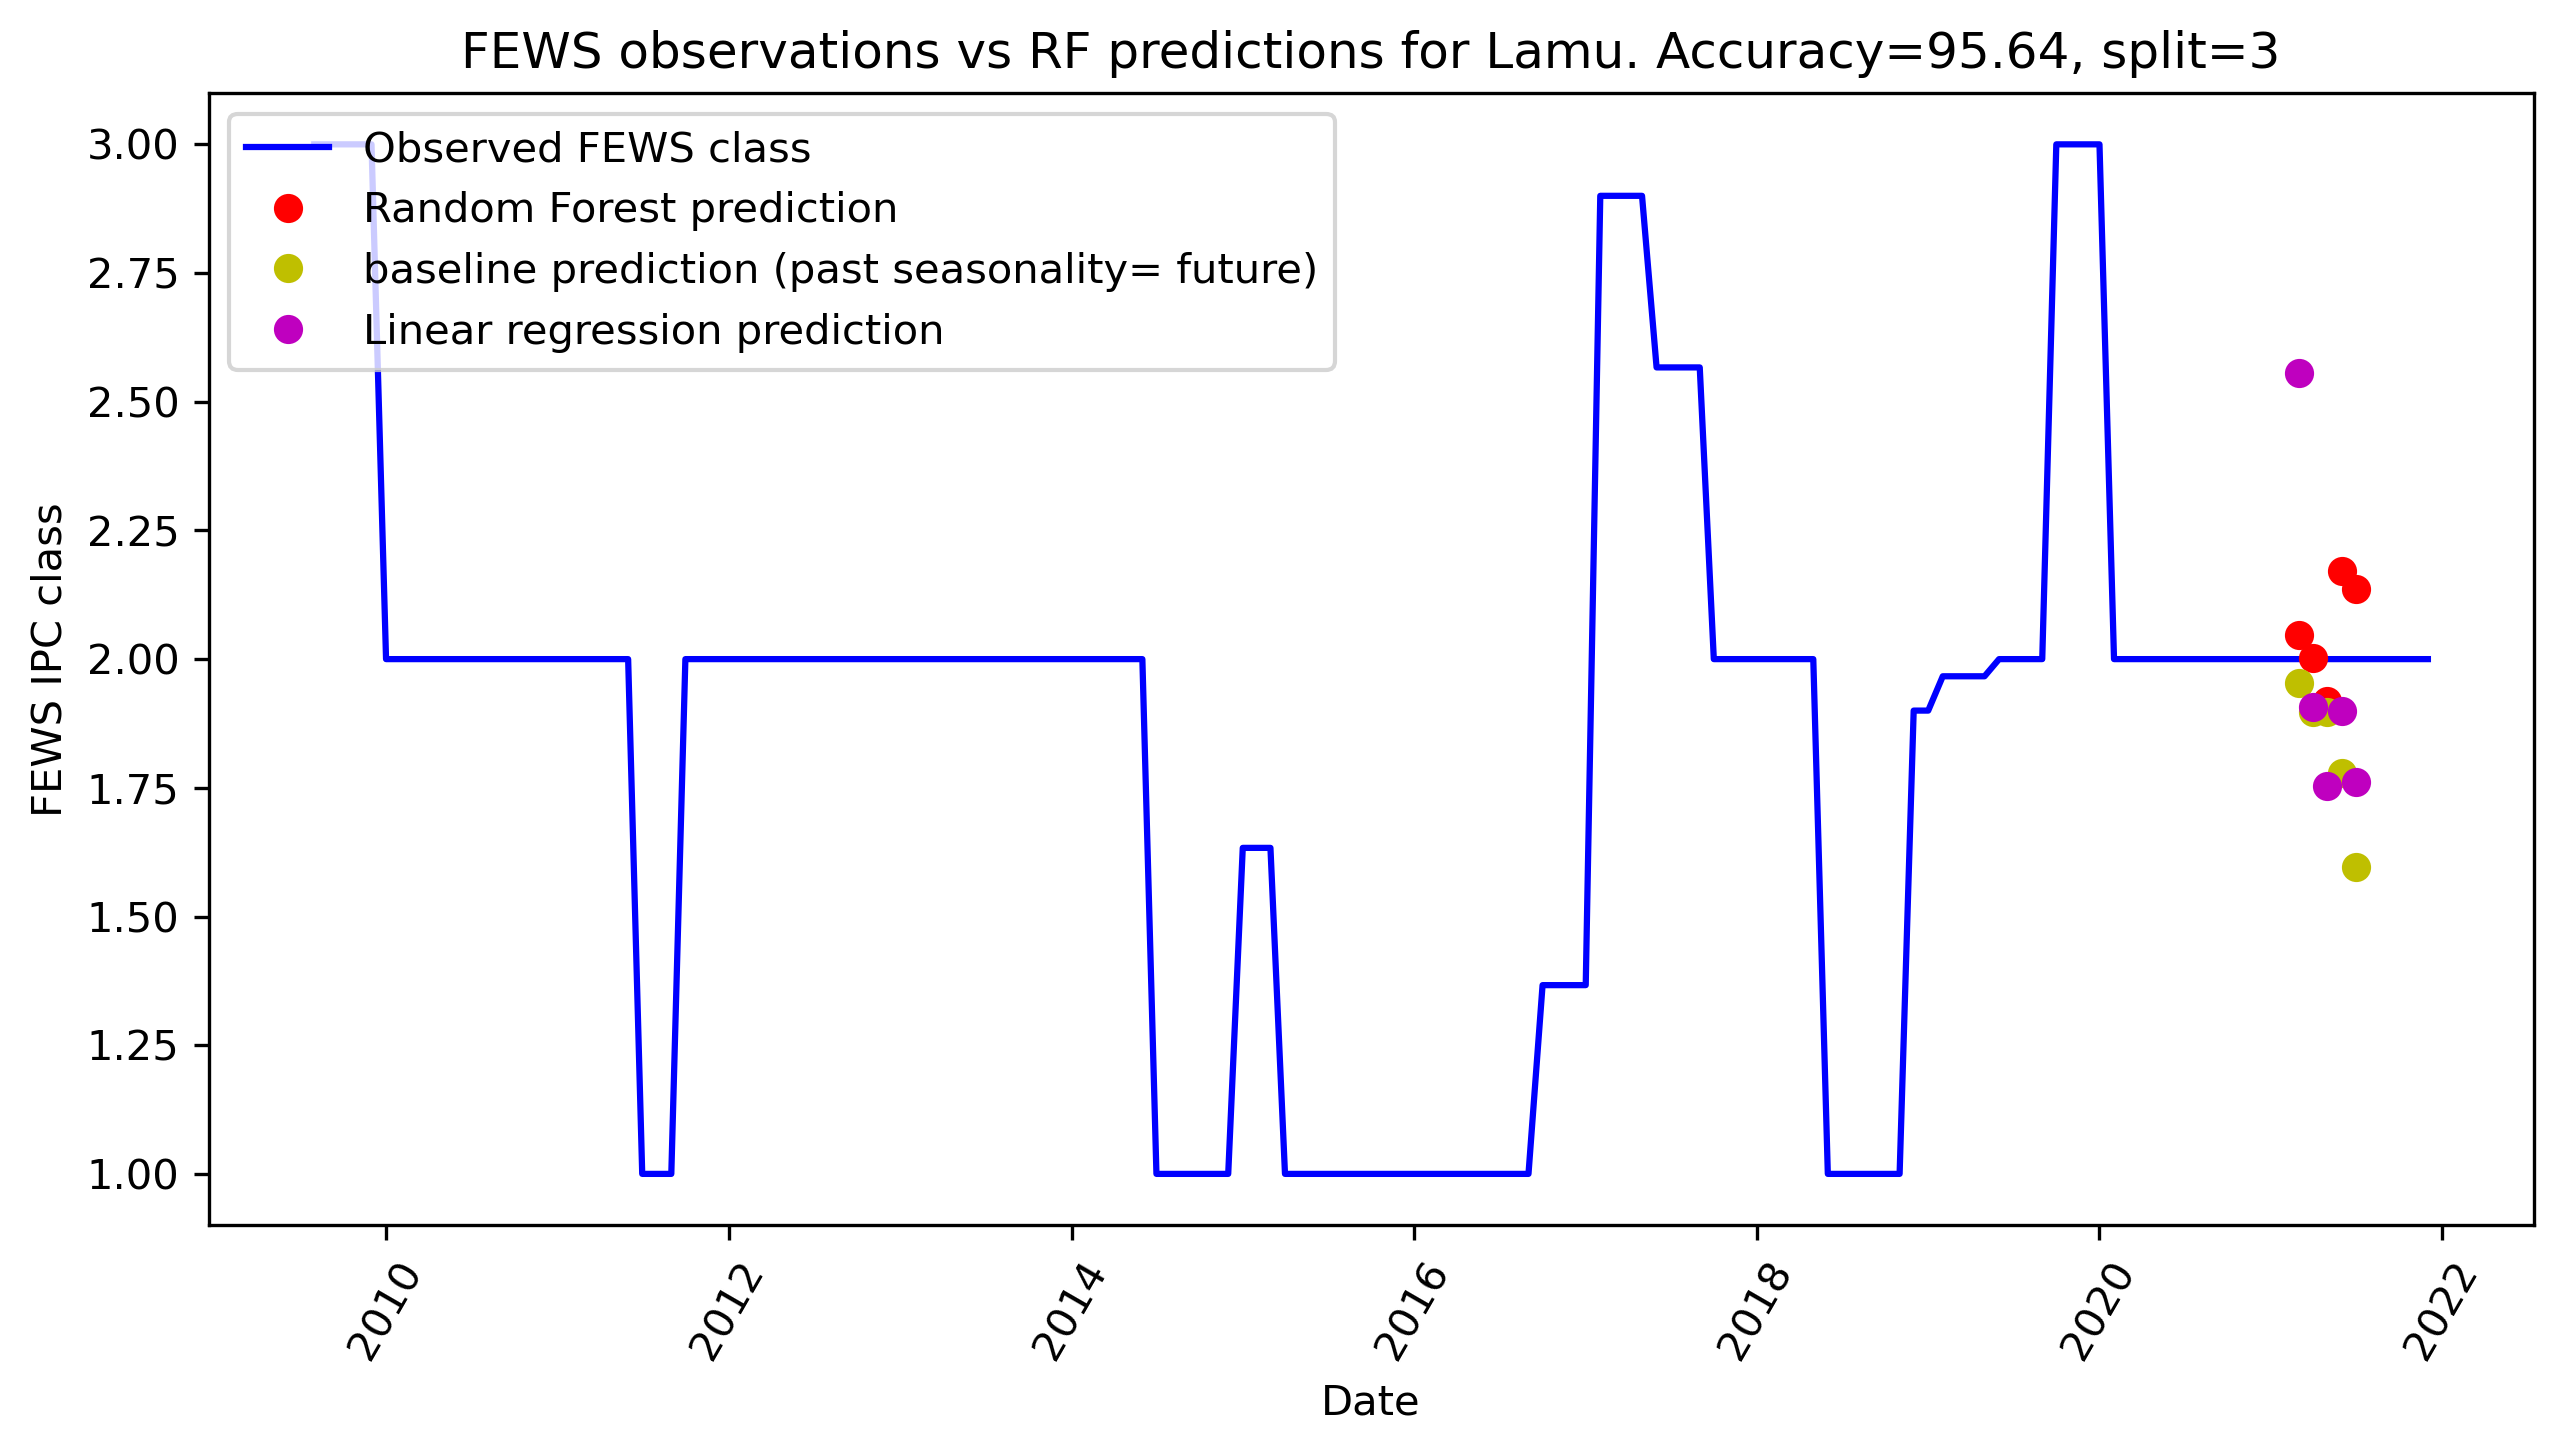 FEWS observations vs RF predictions for Lamu. Accuracy=95.64, split=3
Observed FEWS class
Random Forest prediction
baseline prediction (past seasonality= future)
Linear regression prediction
FEWS IPC class
3.00
2.75
2.50
2.25
2.00
1.75
1.50
1.25
1.00
2010
2012
2014
2016
2018
2020
2022
Date